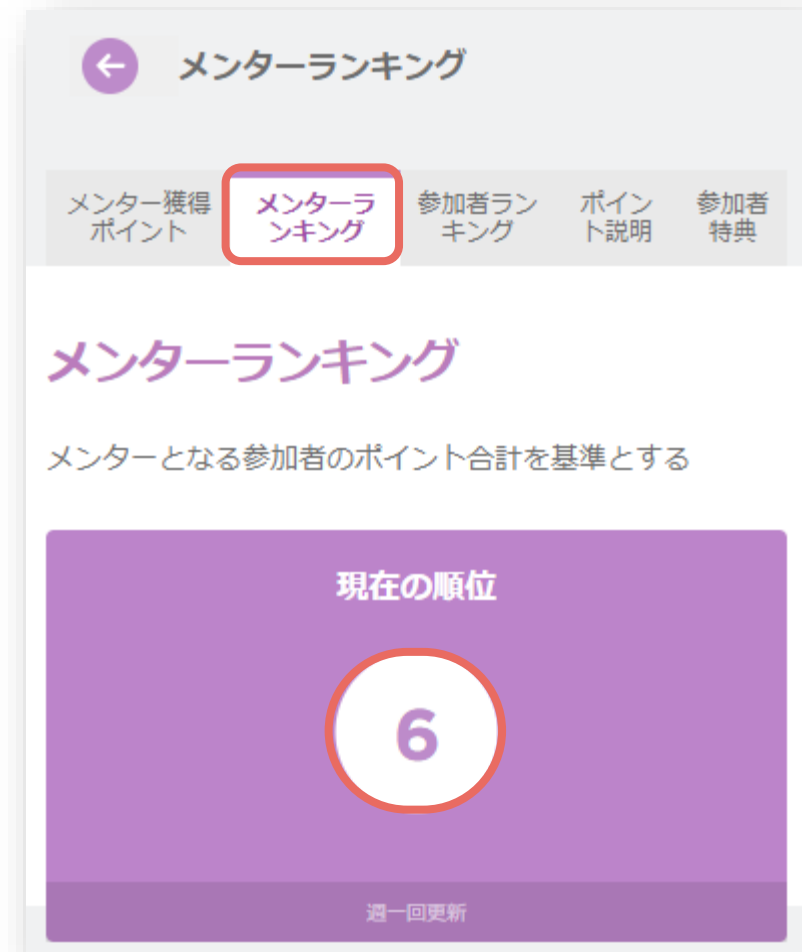 メンターランキング
メンター獲得
ポイント
メンターラ
ンキング
参加者ラン
キング
ポイン
ト説明
参加者
特典
メンターランキング
メンターとなる参加者のポイント合計を基準とする
現在の順位
6
週一回更新